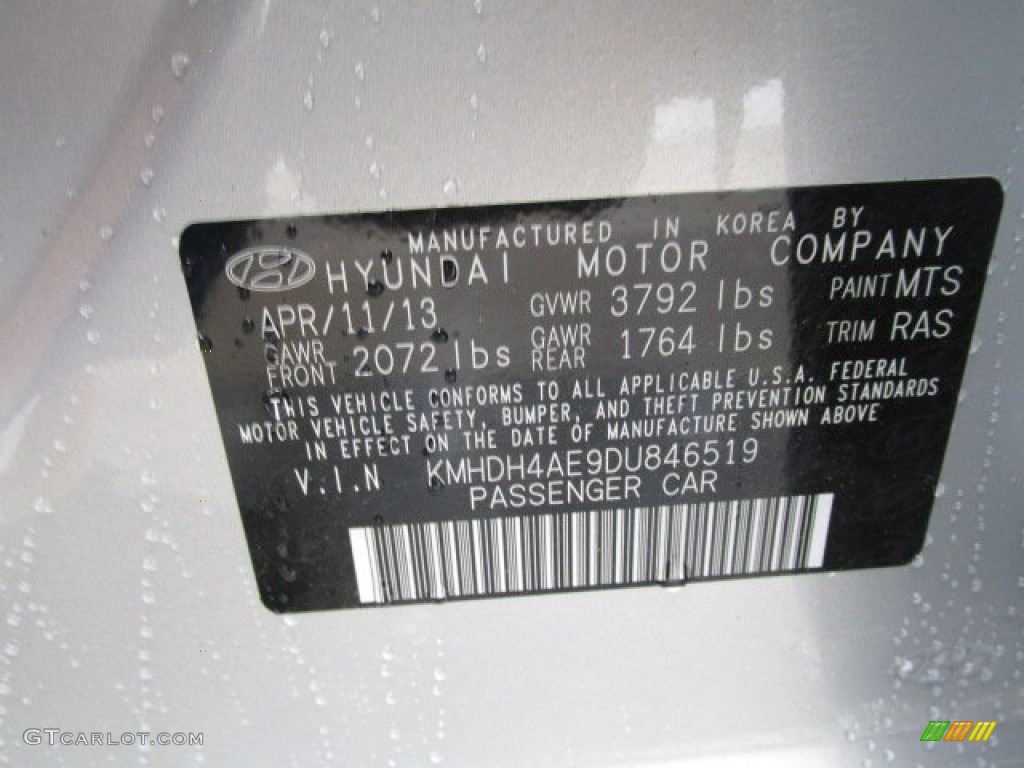 MANUFACTURED IN KOREA BY
HYUNDAI MOTOR COMPANY
APR/11/13 GVWR 3792 lbs PAINT MTS
GAWR FRONT 2072 lbs GAWR REAR 1764 lbs TRIM RAS
THIS VEHICLE CONFORMS TO ALL APPLICABLE U.S.A. FEDERAL
MOTOR VEHICLE SAFETY, BUMPER, AND THEFT PREVENTION STANDARDS
IN EFFECT ON THE DATE OF MANUFACTURE SHOWN ABOVE
V.I.N KMHDH4AE9DU846519
PASSENGER CAR
GTCARLOT.COM